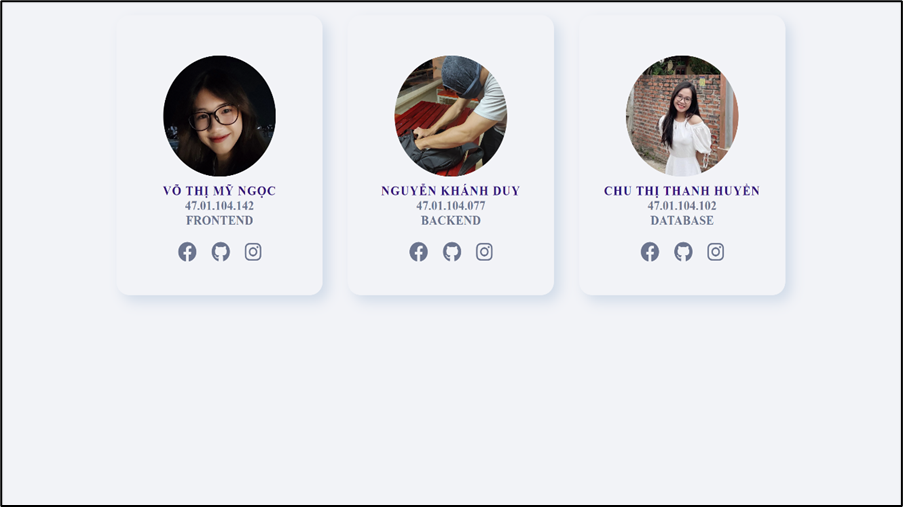 VÕ THỊ MỸ NGỌC
47.01.104.142
FRONTEND
NGUYỄN KHÁNH DUY
47.01.104.077
BACKEND
CHU THỊ THANH HUYỀN
47.01.104.102
DATABASE